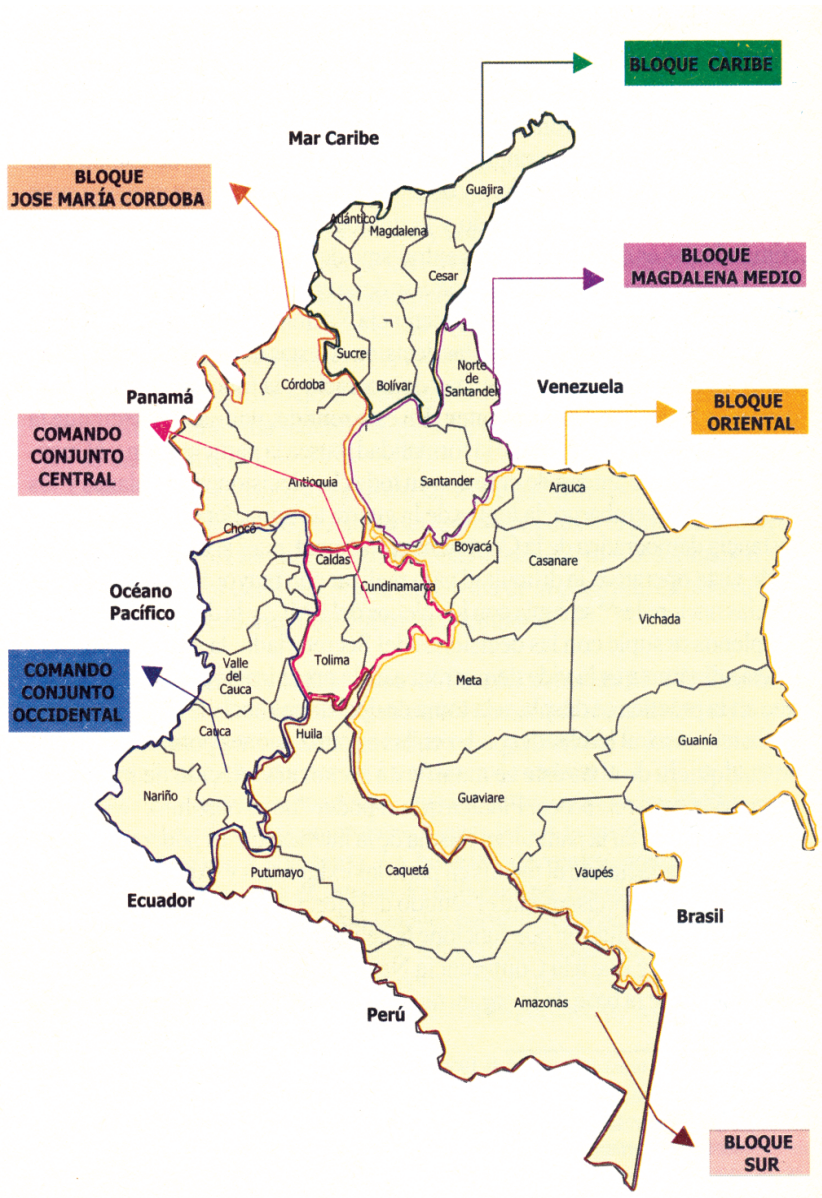 BLOQUE CARIBE
Mar Caribe
BLOQUE
JOSE MARÍA CORDOBA
Guajira
Atlántico
Magdalena
Cesar
BLOQUE
MAGDALENA MEDIO
Sucre
Norte
de
Santander
Córdoba
Bolívar
Panamá
Venezuela
BLOQUE
ORIENTAL
COMANDO
CONJUNTO
CENTRAL
Antioquia
Santander
Arauca
Chocó
Boyacá
Caldas
Casanare
Cundinamarca
Océano
Pacífico
Vichada
Tolima
Valle
del
Cauca
Meta
COMANDO
CONJUNTO
OCCIDENTAL
Cauca
Huila
Guainía
Nariño
Guaviare
Putumayo
Caquetá
Vaupés
Ecuador
Brasil
Amazonas
Perú
BLOQUE
SUR